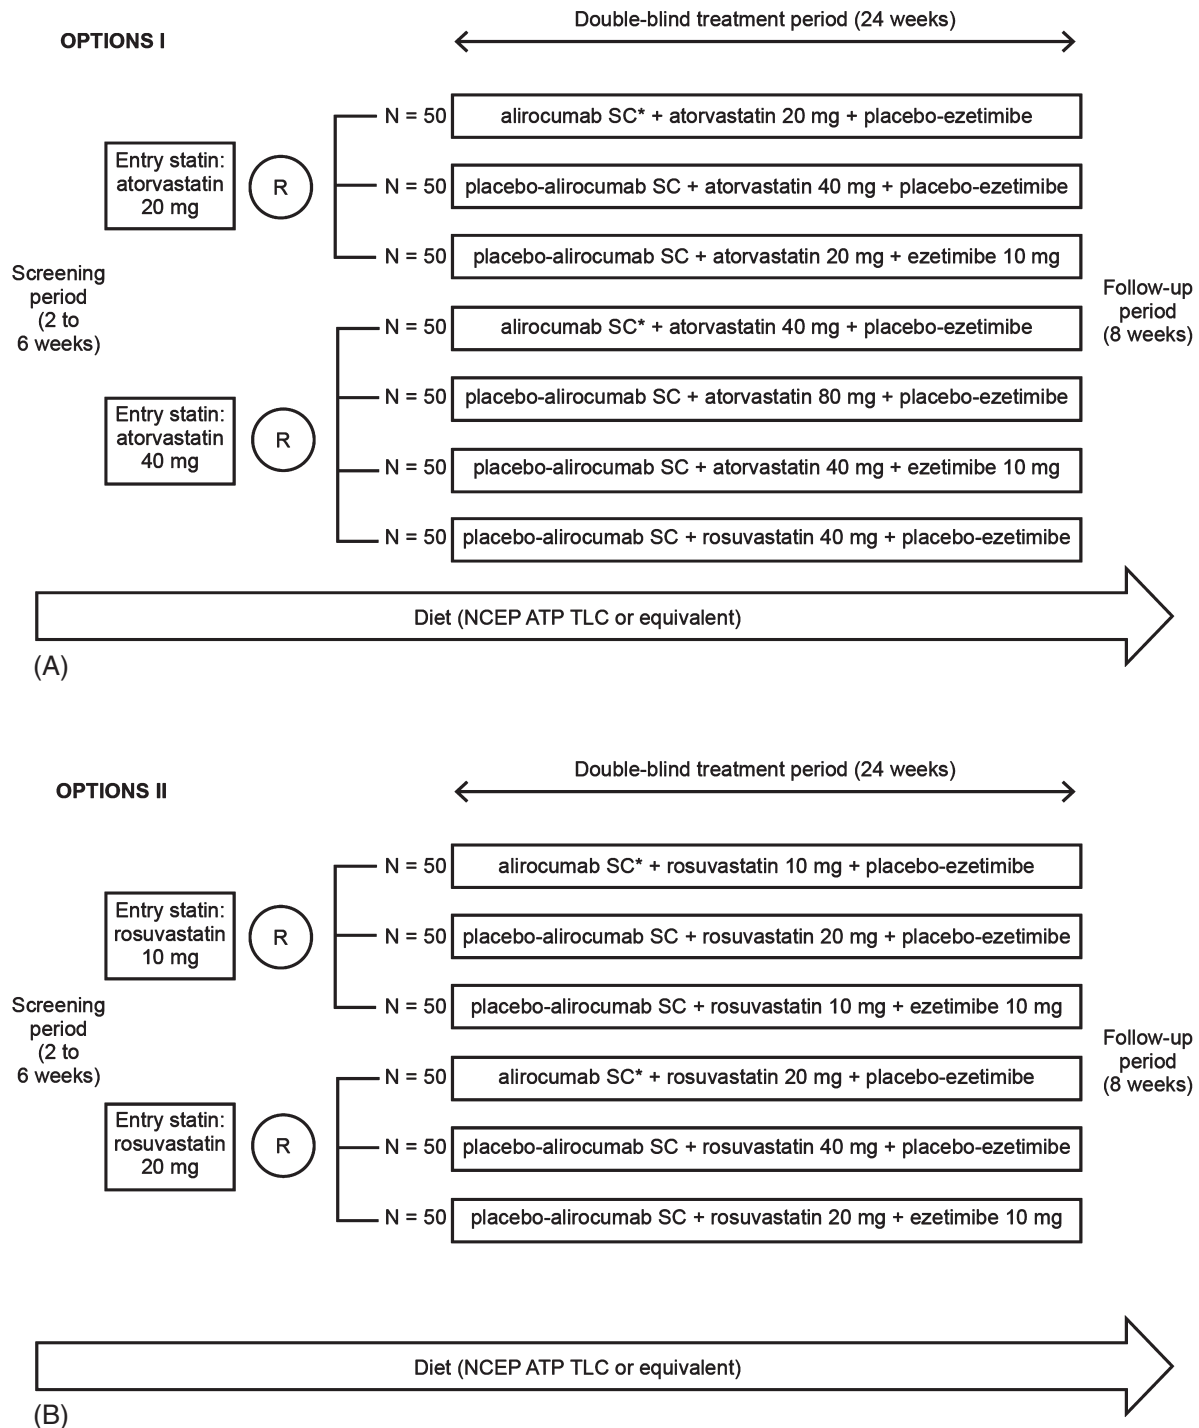 OPTIONS I
Double-blind treatment period (24 weeks)
Screening
period
(2 to
6 weeks)
Entry statin:
atorvastatin
20 mg
R
N = 50
alirocumab SC* + atorvastatin 20 mg + placebo-ezetimibe
N = 50
placebo-alirocumab SC + atorvastatin 40 mg + placebo-ezetimibe
N = 50
placebo-alirocumab SC + atorvastatin 20 mg + ezetimibe 10 mg
Entry statin:
atorvastatin
40 mg
R
N = 50
alirocumab SC* + atorvastatin 40 mg + placebo-ezetimibe
N = 50
placebo-alirocumab SC + atorvastatin 80 mg + placebo-ezetimibe
N = 50
placebo-alirocumab SC + atorvastatin 40 mg + ezetimibe 10 mg
N = 50
placebo-alirocumab SC + rosuvastatin 40 mg + placebo-ezetimibe
Follow-up
period
(8 weeks)
Diet (NCEP ATP TLC or equivalent)
(A)
OPTIONS II
Double-blind treatment period (24 weeks)
Screening
period
(2 to
6 weeks)
Entry statin:
rosuvastatin
10 mg
R
N = 50
alirocumab SC* + rosuvastatin 10 mg + placebo-ezetimibe
N = 50
placebo-alirocumab SC + rosuvastatin 20 mg + placebo-ezetimibe
N = 50
placebo-alirocumab SC + rosuvastatin 10 mg + ezetimibe 10 mg
Entry statin:
rosuvastatin
20 mg
R
N = 50
alirocumab SC* + rosuvastatin 20 mg + placebo-ezetimibe
N = 50
placebo-alirocumab SC + rosuvastatin 40 mg + placebo-ezetimibe
N = 50
placebo-alirocumab SC + rosuvastatin 20 mg + ezetimibe 10 mg
Follow-up
period
(8 weeks)
Diet (NCEP ATP TLC or equivalent)
(B)